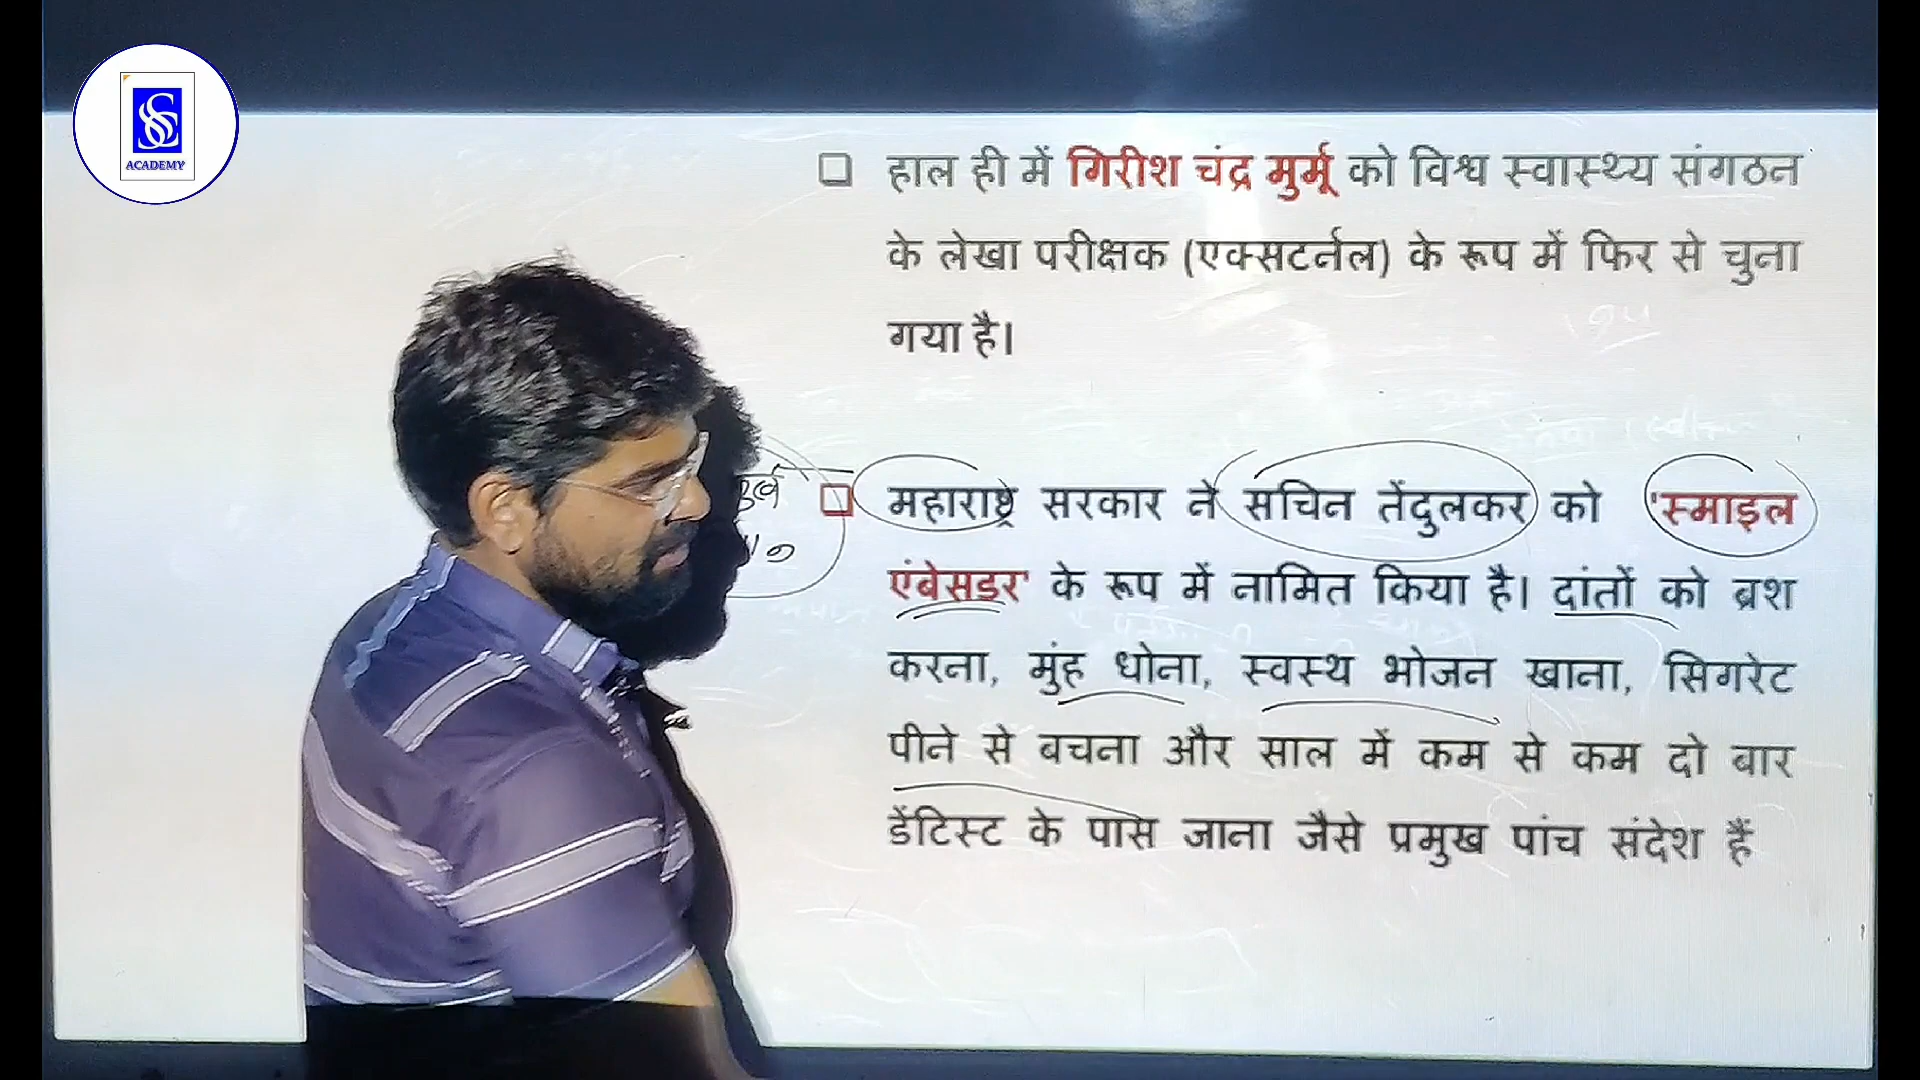 SSC
ACADEMY
हाल ही में गिरीश चंद्र मुर्मू को विश्व स्वास्थ्य संगठन
के लेखा परीक्षक (एक्सटर्नल) के रूप में फिर से चुना
गया है।
महाराष्ट्र सरकार ने सचिन तेंदुलकर को 'स्माइल
एंबेसडर' के रूप में नामित किया है। दांतों को ब्रश
करना, मुंह धोना, स्वस्थ भोजन खाना, सिगरेट
पीने से बचना और साल में कम से कम दो बार
डेंटिस्ट के पास जाना जैसे प्रमुख पांच संदेश हैं